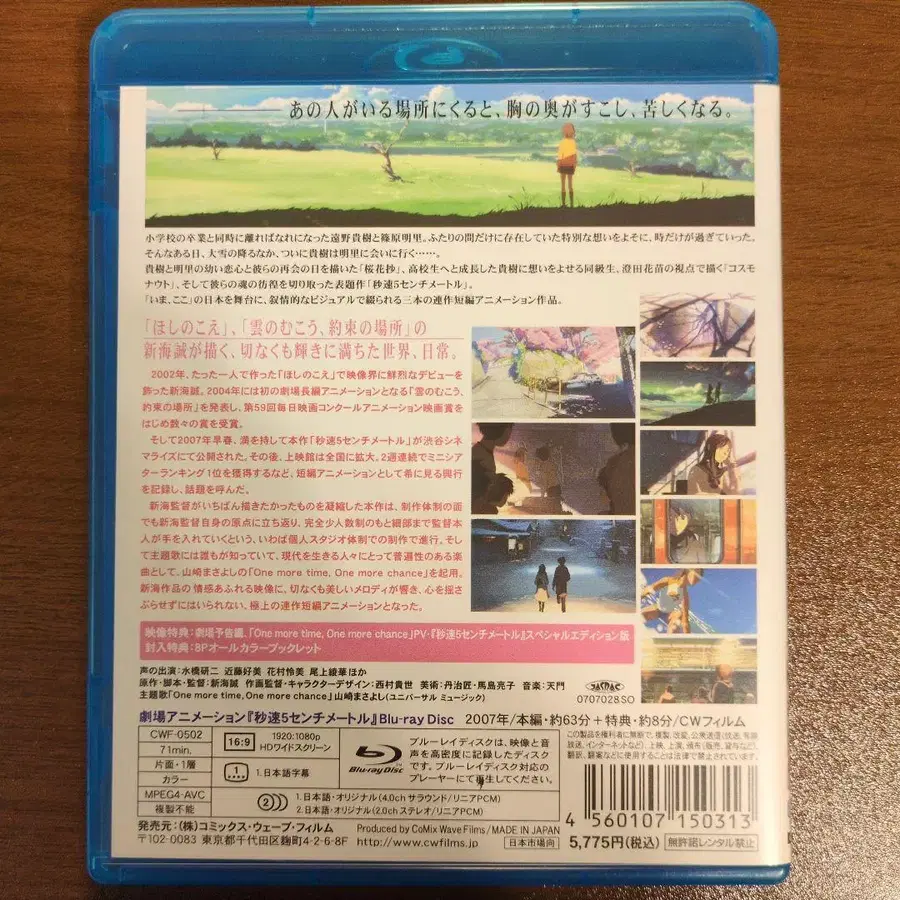 あの人がいる場所にくると、胸の奥がすこし、苦しくなる。
小学校の卒業と同時に離ればなれになった遠野貴樹と篠原明里。ふたりの間だけに存在していた特別な想いをよそに、時だけが過ぎていった。
そんなある日、大雪の降るなか、ついに貴樹は明里に会いに行く……。
貴樹と明里の幼い恋心と彼らの再会の日を描いた「桜花抄」、高校生へと成長した貴樹に想いをよせる同級生、澄田花苗の視点で描く「コスモ
ナウト」、そして彼らの魂の彷徨を切り取った表題作「秒速5センチメートル」。
「いま、ここ」の日本を舞台に、叙情的なビジュアルで綴られる三本の連作短編アニメーション作品。
「ほしのこえ」、「雲のむこう、約束の場所」の
新海誠が描く、切なくも輝きに満ちた世界、日常。
2002年、たった一人で作った「ほしのこえ」で映像界に鮮烈なデビューを
飾った新海誠。2004年には初の劇場長編アニメーションとなる「雲のむこう、
約束の場所」を発表し、第59回毎日映画コンクールアニメーション映画賞を
はじめ数々の賞を受賞。
そして2007年早春、満を持して本作「秒速5センチメートル」が渋谷シネ
マライズにて公開された。その後、上映館は全国に拡大。2週連続でミニシア
ターランキング1位を獲得するなど、短編アニメーションとして希に見る興行
を記録し、話題を呼んだ。
新海監督がいちばん描きたかったものを凝縮した本作は、制作体制の面
でも新海監督自身の原点に立ち返り、完全少人数制のもと細部まで監督本
人が手を入れていくという、いわば個人スタジオ体制での制作で進行。そし
て主題歌には誰もが知っていて、現代を生きる人々にとって普遍性のある楽
曲として、山崎まさよしの「One more time, One more chance」を起用。
新海作品の情感あふれる映像に、切なくも美しいメロディが響き、心を揺さ
ぶらせずにはいられない、極上の連作短編アニメーションとなった。
映像特典：劇場予告編、「One more time, One more chance」PV・『秒速5センチメートル』スペシャルエディション版
封入特典：8Pオールカラーブックレット
声の出演：水橋研二 近藤好美 花村怜美 尾上綾華ほか
原作・脚本・監督：新海誠 作画監督・キャラクターデザイン：西村貴世 美術：丹治匠・馬島亮子 音楽：天門
主題歌「One more time, One more chance」山崎まさよし（ユニバーサル ミュージック）
JASRAC
0707028SO
劇場アニメーション『秒速5センチメートル』Blu-ray Disc 2007年/本編・約63分＋特典・約8分/CWフィルム
CWF-0502
71min.
片面・1層
カラー
MPEG4-AVC
複製不能
16:9
1920:1080p
HDワイドスクリーン
1
1.日本語字幕
Blu-ray Disc
ブルーレイディスクは、映像と音
声を高密度に記録したディスク
です。ブルーレイディスク対応の
プレーヤーにて再生してください。
2
1.日本語・オリジナル（4.0ch サラウンド/リニアPCM）
2.日本語・オリジナル（2.0ch ステレオ/リニアPCM）
4 560107 150313
発売元：（株）コミックス・ウェーブ・フィルム
〒102-0083 東京都千代田区麹町4-2-6-8F
Produced by CoMix Wave Films/MADE IN JAPAN
http://www.cwfilms.jp
日本市場向
5,775円（税込）
無許諾レンタル禁止